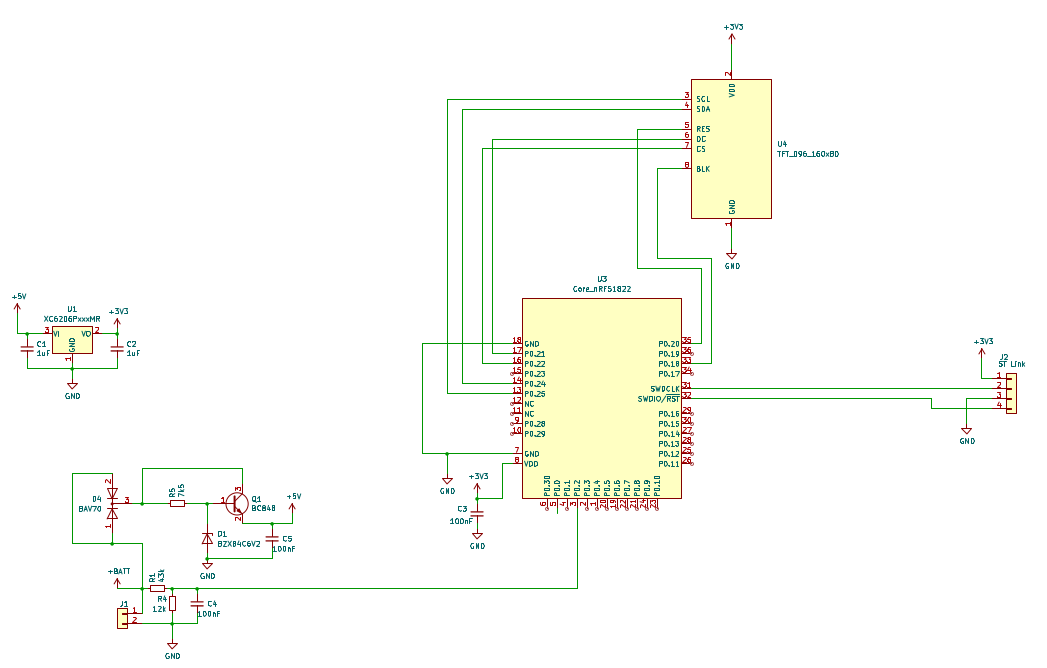 +3V3
2
VDD
3 SCL
4 SDA
5 RES
6 DC
7 CS
8 BLK
U4
TFT_096_160x80
GND
1
GND
U3
Core_nRF51822
+5V
U1
XC6206PxxxMR
+3V3
3 VI
VO 2
GND
1
C1
1uF
C2
1uF
GND
18 GND
17 P0.21
16 P0.22
15 P0.23
14 P0.24
13 P0.25
12 NC
11 NC
9 P0.28
10 P0.29
7 GND
8 VDD
P0.20 35
P0.19 36
P0.18 33
P0.17 34
SWDCLK 31
SWDIO/RST 32
P0.16 29
P0.15 30
P0.14 27
P0.13 28
P0.12 25
P0.11 26
P0.30
P0.0
P0.1
P0.2
P0.3
P0.4
P0.5
P0.6
P0.7
P0.8
P0.9
P0.10
6
5
4
3
2
1
20
19
22
21
24
23
+3V3
J2
ST Link
1
2
3
4
GND
GND
+3V3
C3
100nF
GND
2
D4
BAV70
3
1
R5
7k5
1
3
2
Q1
BC848
+5V
D1
BZX84C6V2
C5
100nF
GND
+BATT
R1
43k
R4
12k
C4
100nF
J1
1
2
GND